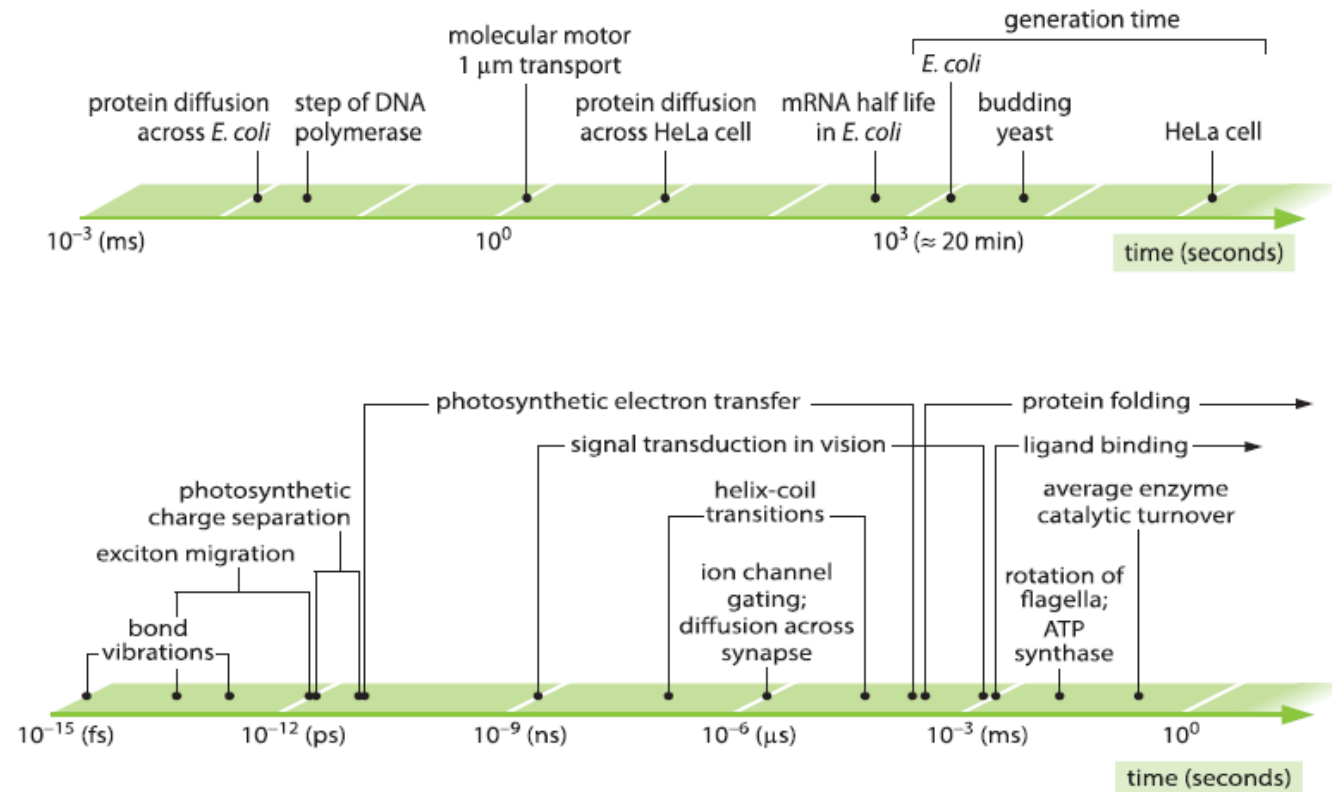 generation time
molecular motor
1 μm transport
E. coli
protein diffusion
across E. coli
step of DNA
polymerase
protein diffusion
across HeLa cell
mRNA half life
in E. coli
budding
yeast
HeLa cell
10⁻³ (ms)
10⁰
10³ (≈ 20 min)
time (seconds)
photosynthetic electron transfer
protein folding
signal transduction in vision
ligand binding
photosynthetic
charge separation
helix-coil
transitions
average enzyme
catalytic turnover
exciton migration
ion channel
gating;
diffusion across
synapse
rotation of
flagella;
ATP
synthase
bond
vibrations
10⁻¹⁵ (fs)
10⁻¹² (ps)
10⁻⁹ (ns)
10⁻⁶ (μs)
10⁻³ (ms)
10⁰
time (seconds)